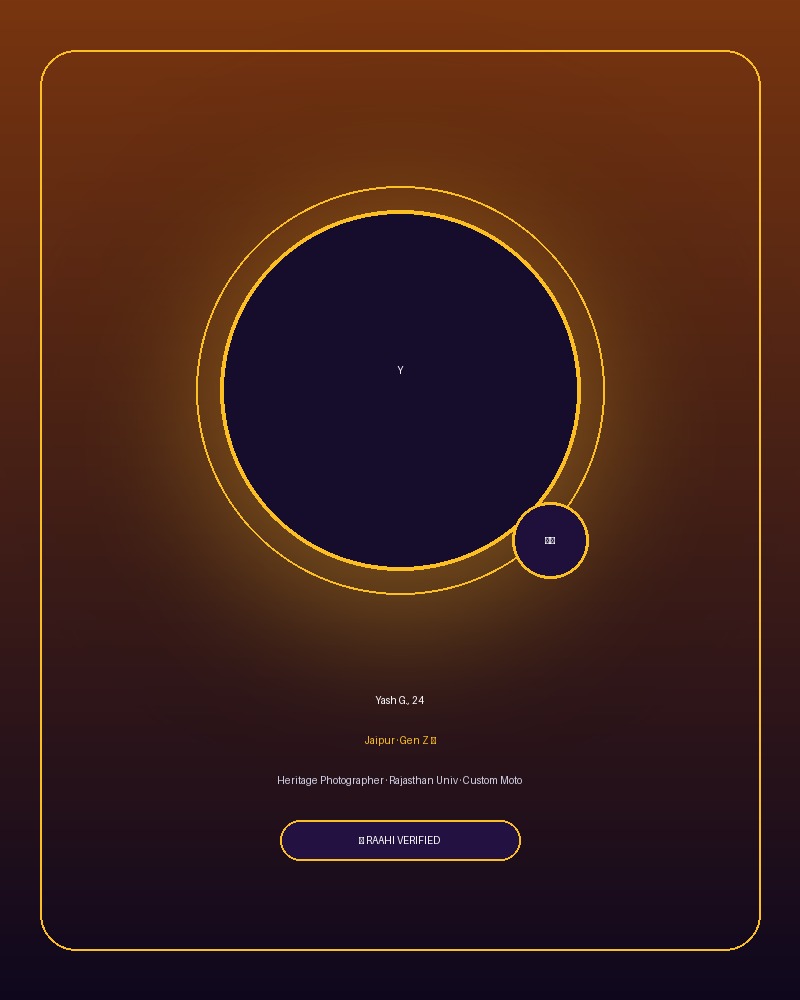 Y
Yash G., 24
Jaipur · Gen Z
Heritage Photographer · Rajasthan Univ · Custom Moto
RAAHI VERIFIED